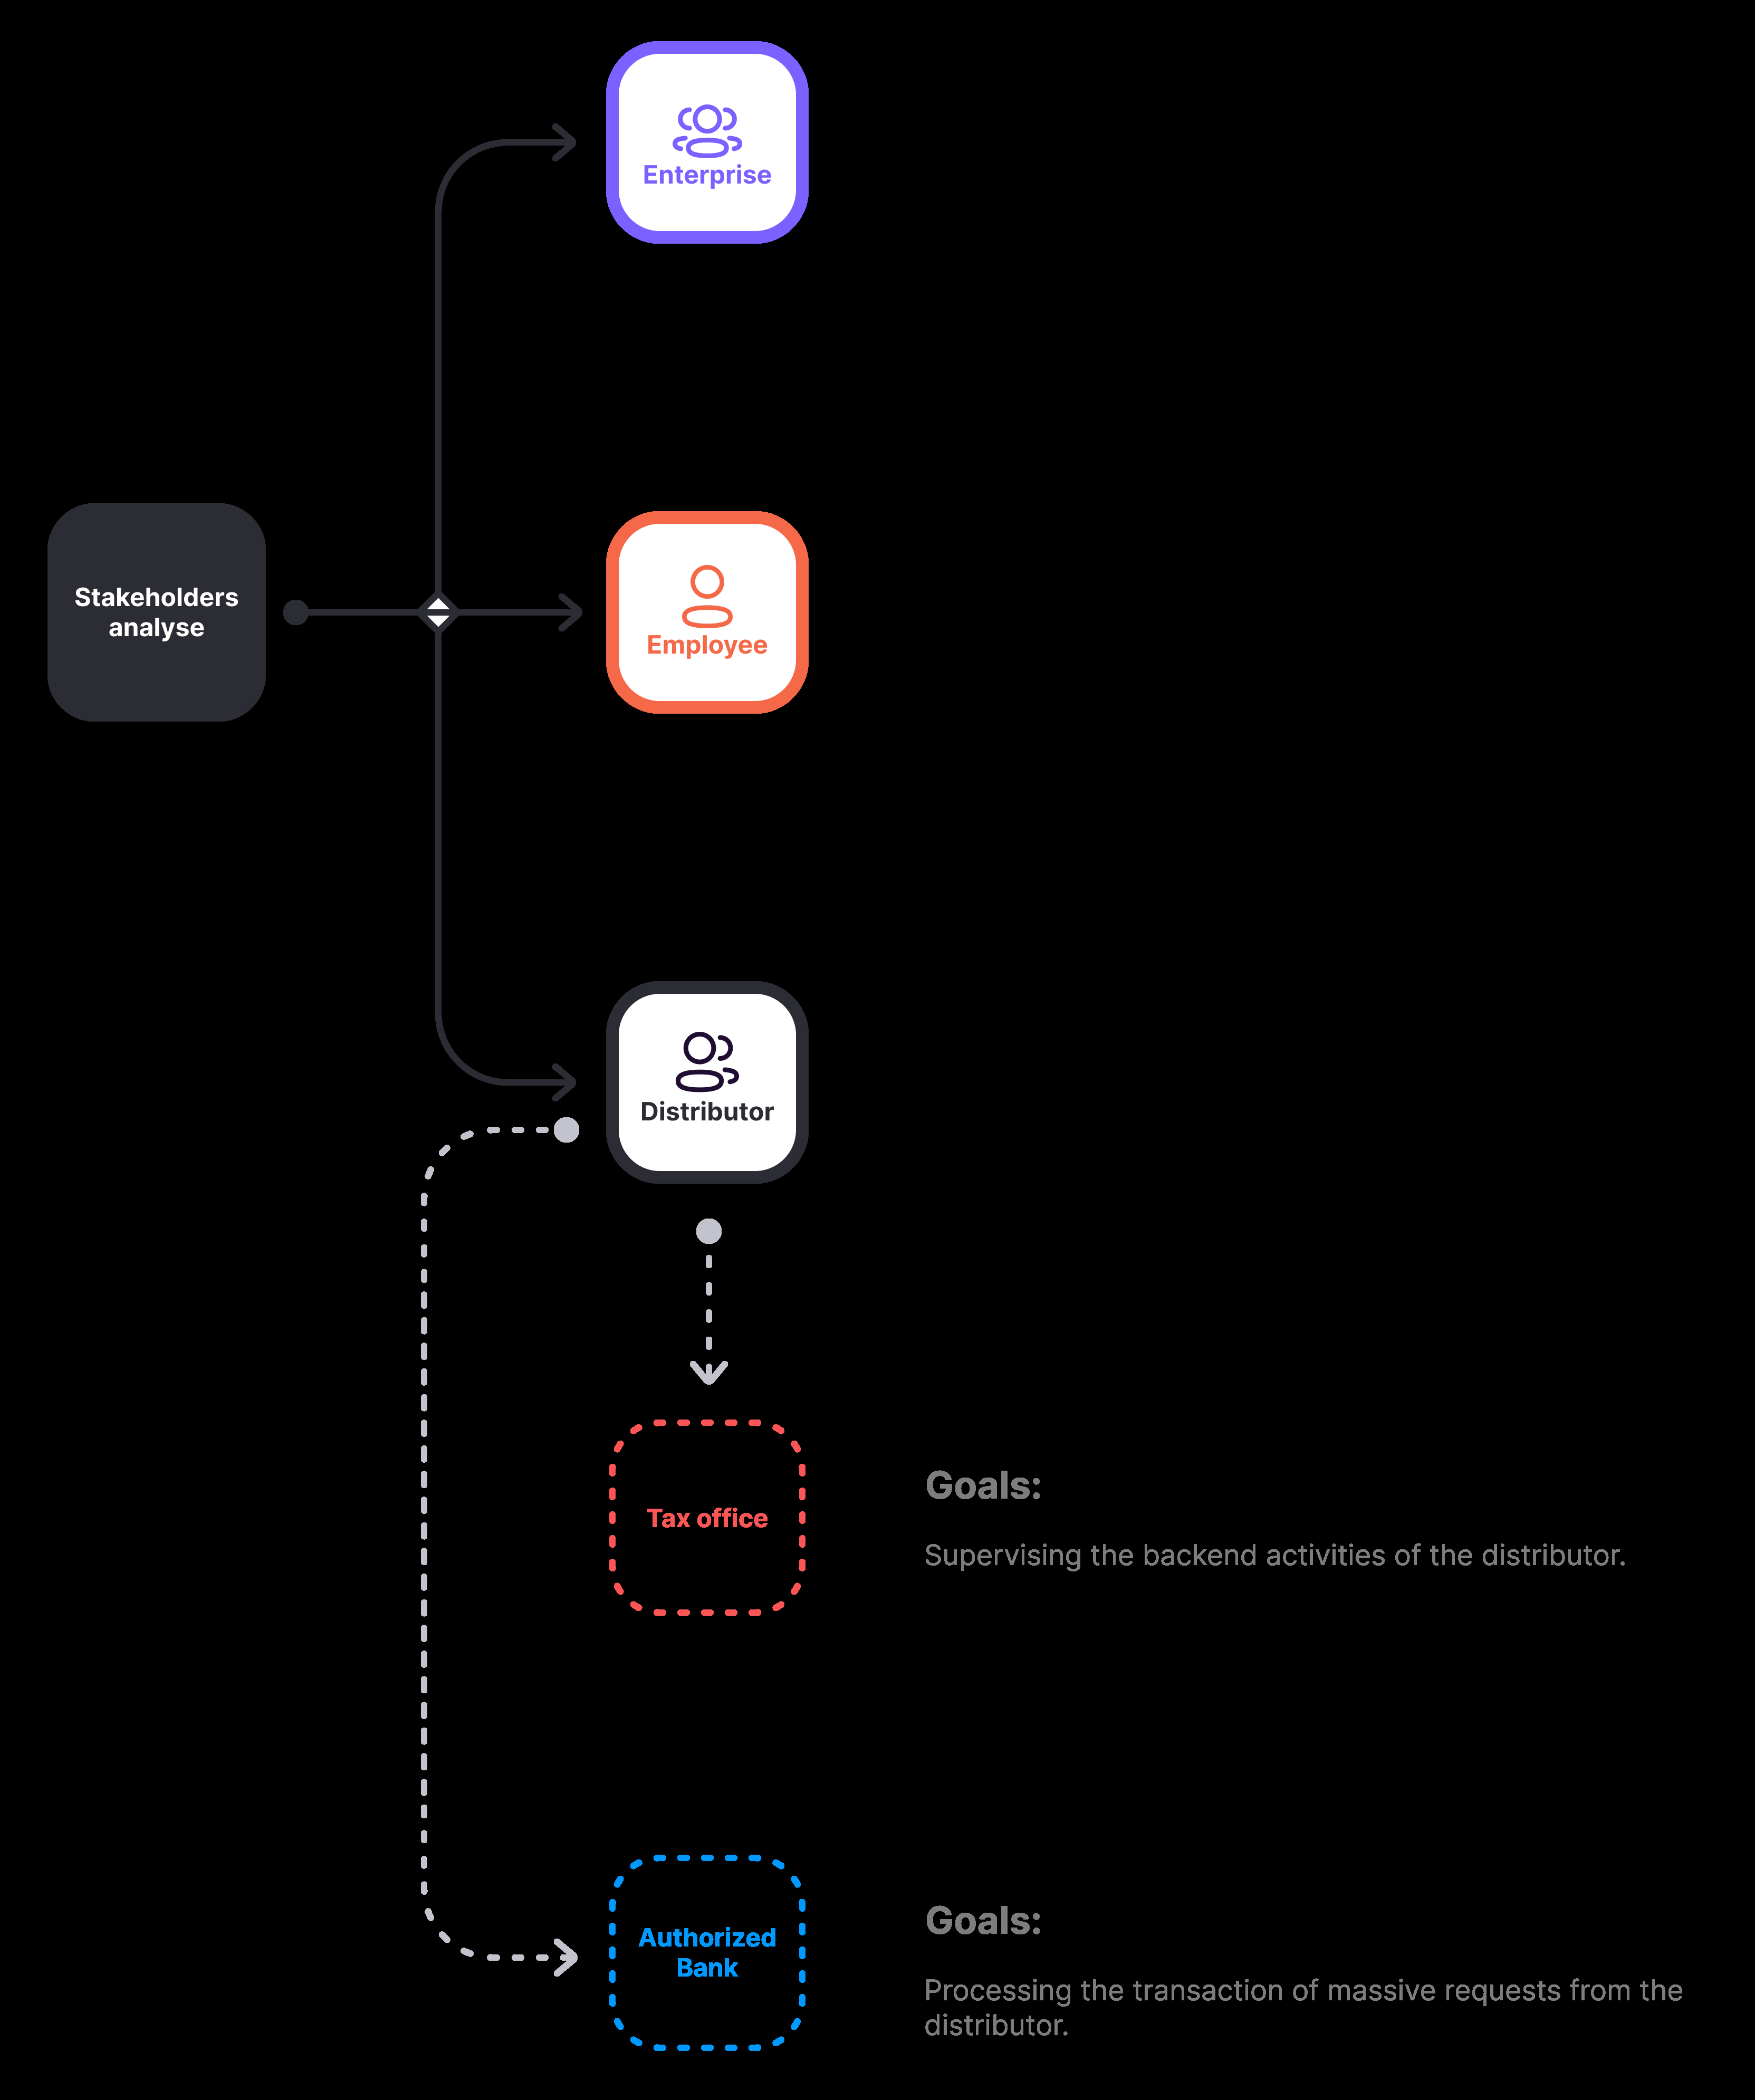 Enterprise
Stakeholders
analyse
Employee
Distributor
Tax office
Goals:
Supervising the backend activities of the distributor.
Authorized
Bank
Goals:
Processing the transaction of massive requests from the
distributor.